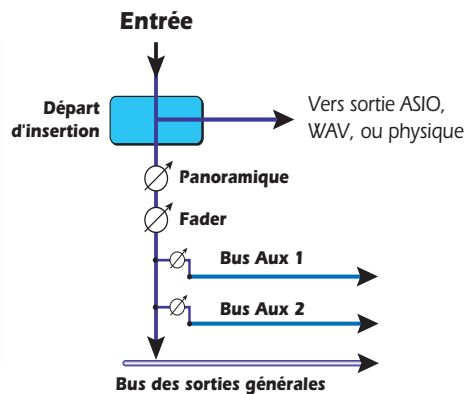 Entrée
Départ
d'insertion
Vers sortie ASIO,
WAV, ou physique
Panoramique
Fader
Bus Aux 1
Bus Aux 2
Bus des sorties générales